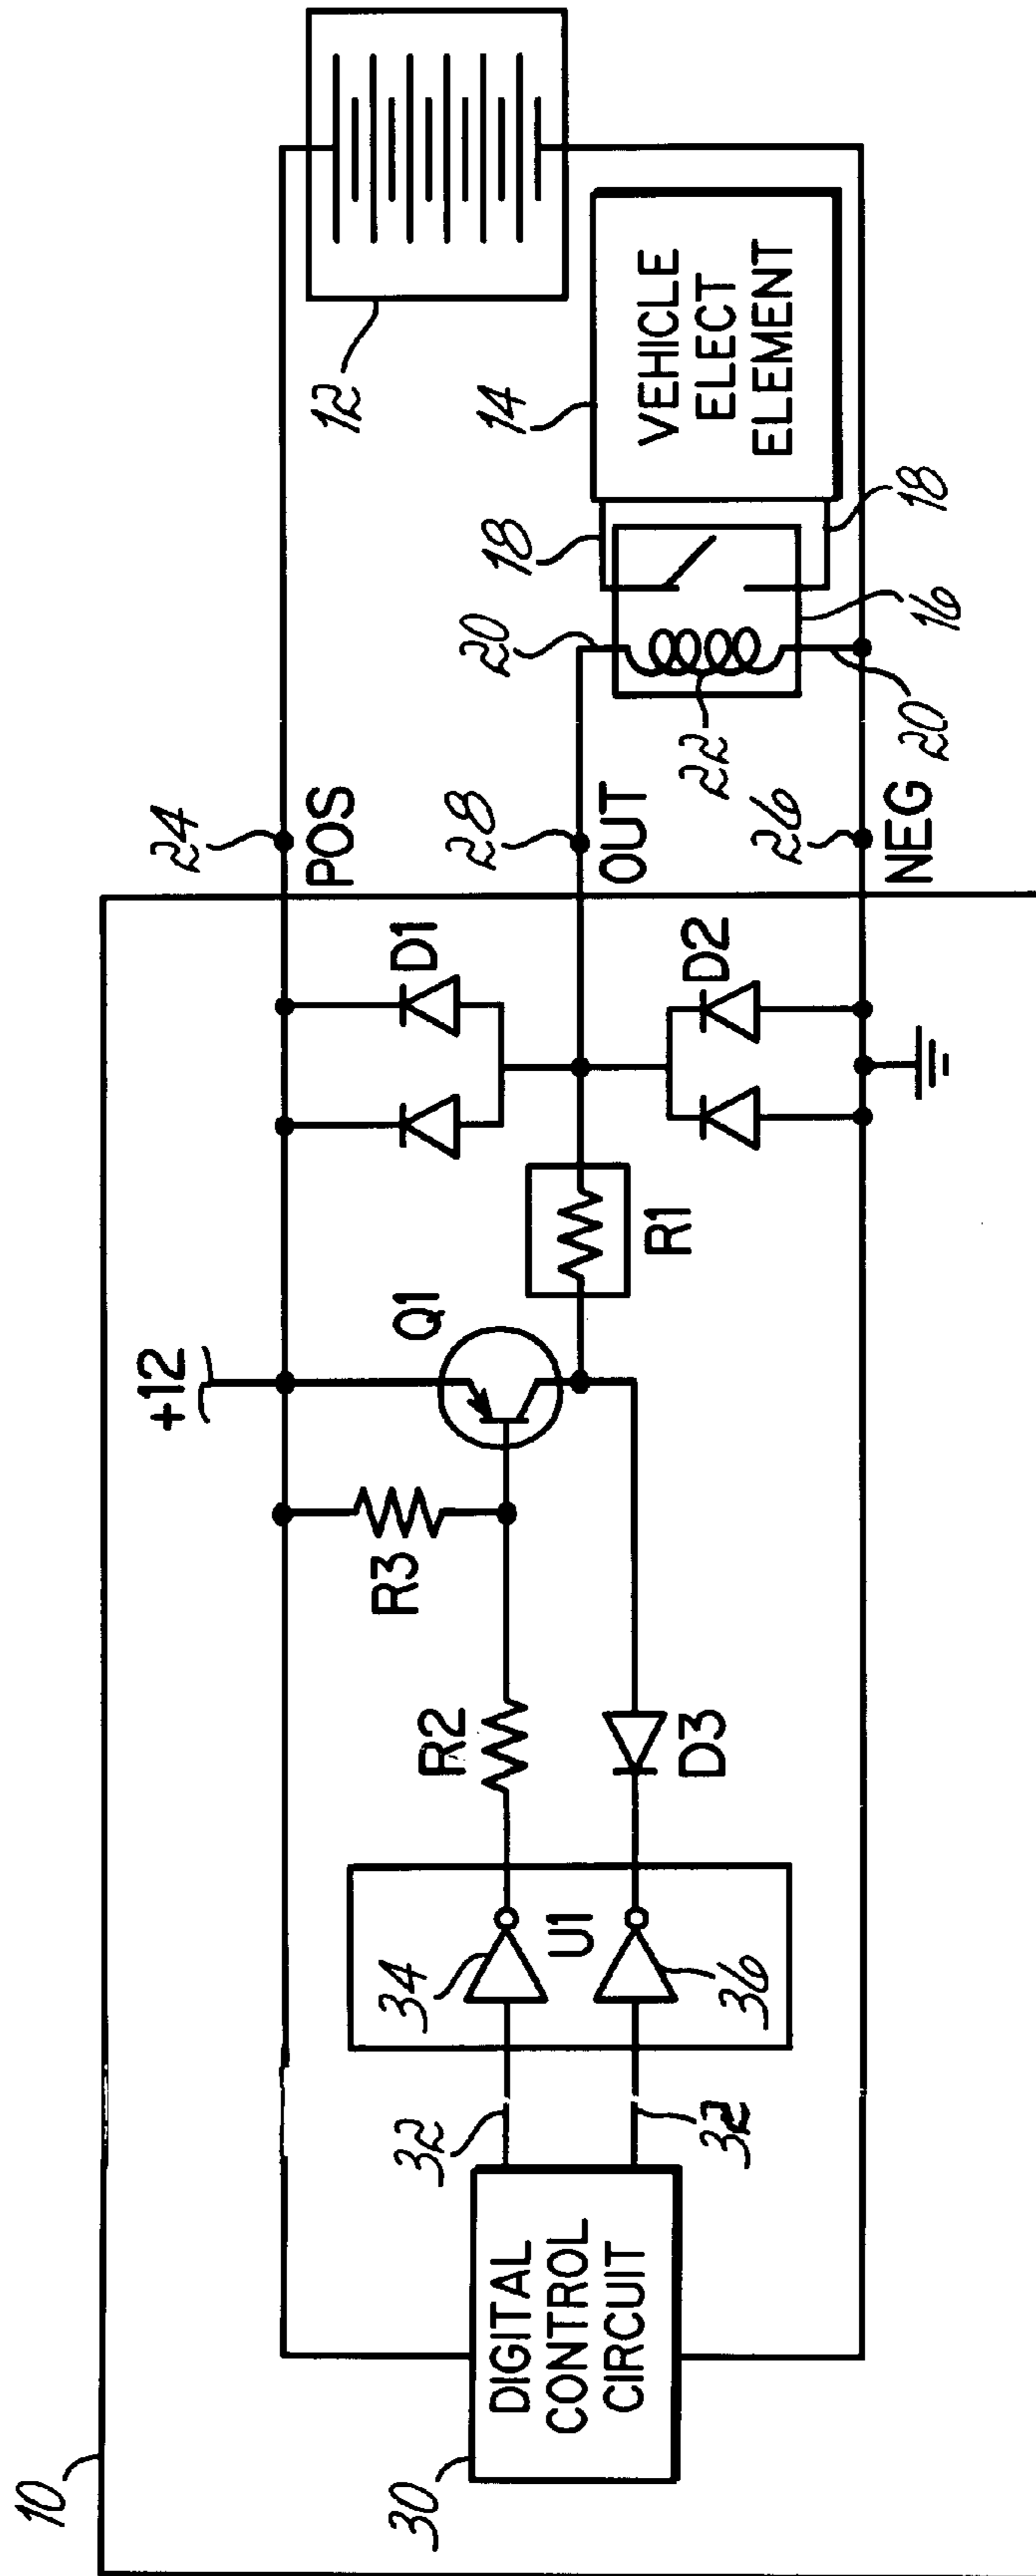 10
+12
24
POS
12
R3
Q1
D1
30
DIGITAL
CONTROL
CIRCUIT
32
32
34
U1
36
R2
D3
R1
D2
28
OUT
26
NEG
20
22
20
16
18
18
14
VEHICLE
ELECT
ELEMENT